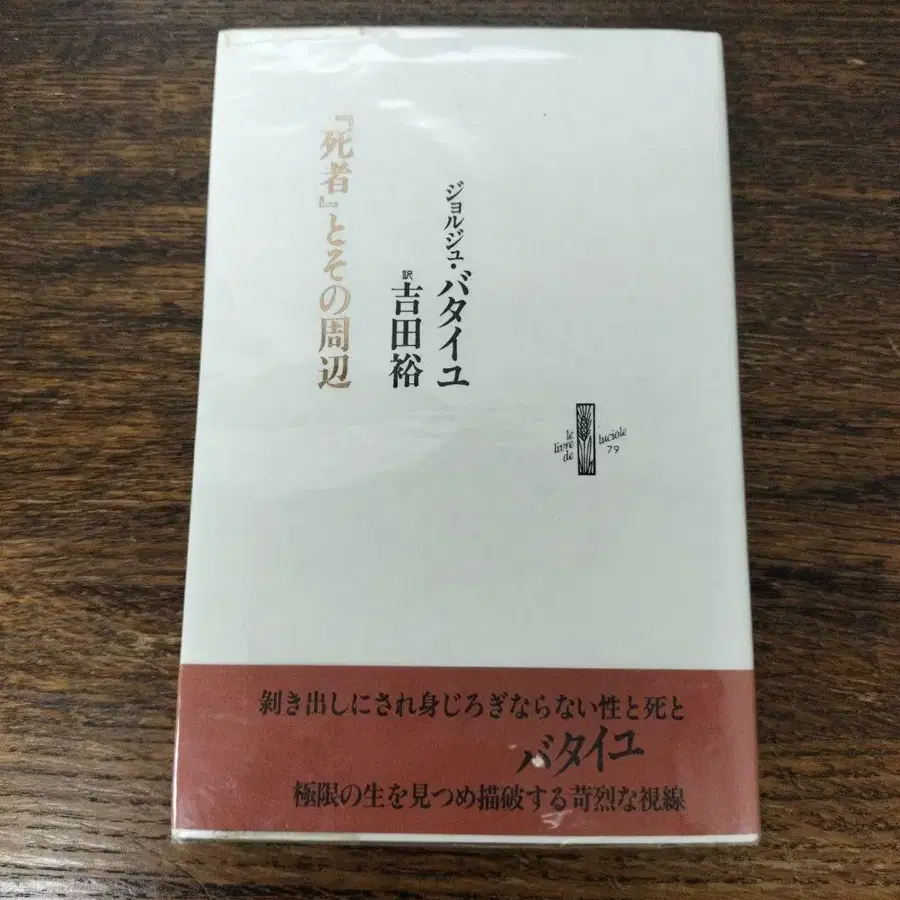 ジョルジュ・バタイユ
訳 吉田裕
『死者』とその周辺
le
livre
de
luciole
79
剝き出しにされ身じろぎならない性と死と
バタイユ
極限の生を見つめ描破する苛烈な視線